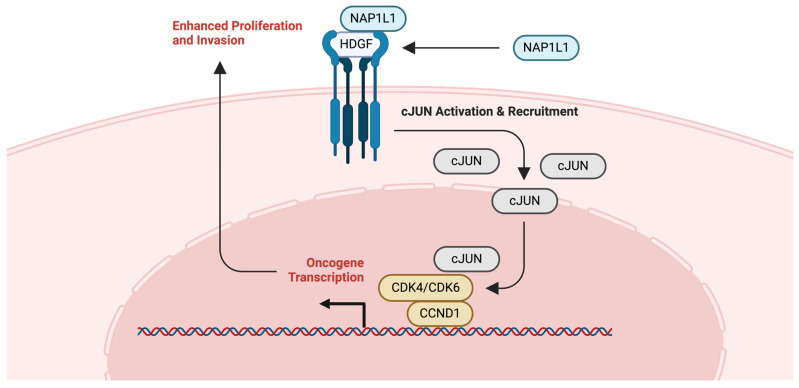 NAP1L1
Enhanced Proliferation
and Invasion
HDGF
NAP1L1
cJUN Activation & Recruitment
cJUN
cJUN
cJUN
cJUN
Oncogene
Transcription
CDK4/CDK6
CCND1